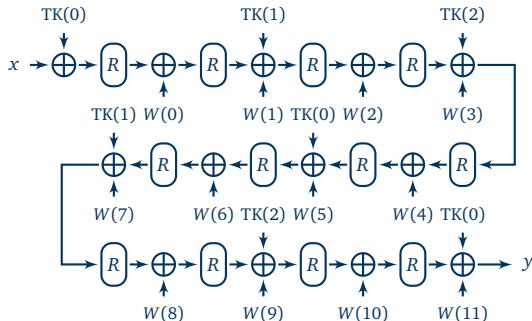 TK(0) TK(1) TK(2)
x R R R R
TK(1) W(0) W(1) TK(0) W(2) W(3)
R R R R
W(7) W(6) TK(2) W(5) W(4) TK(0)
R R R R y
W(8) W(9) W(10) W(11)